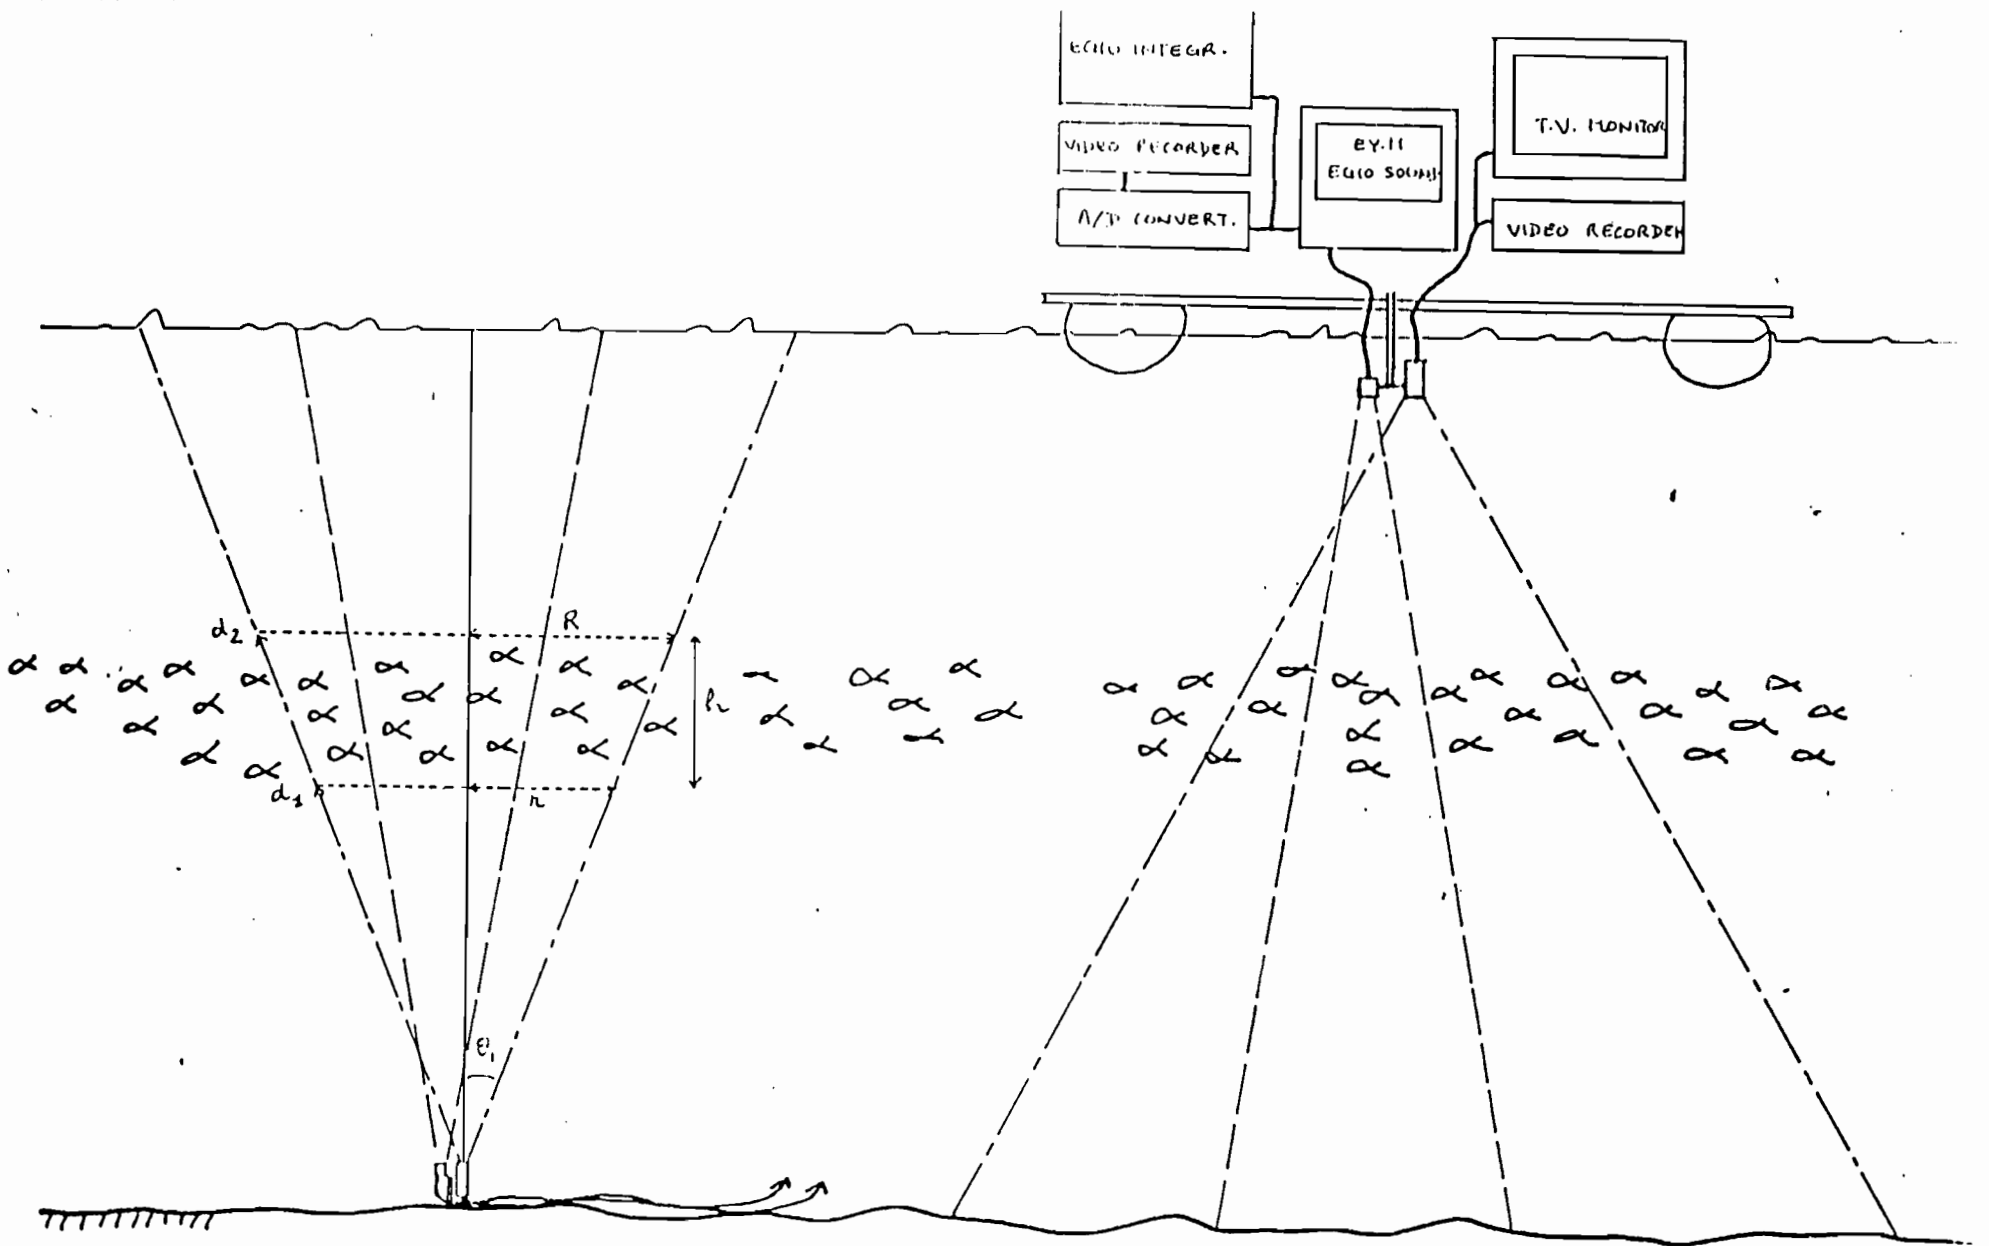 ECHO INTEGR.
VIDEO RECORDER
A/D CONVERT.
EY.11
ECHO SOUND
T.V. MONITOR
VIDEO RECORDER
d2
R
h
d1
r
θ1